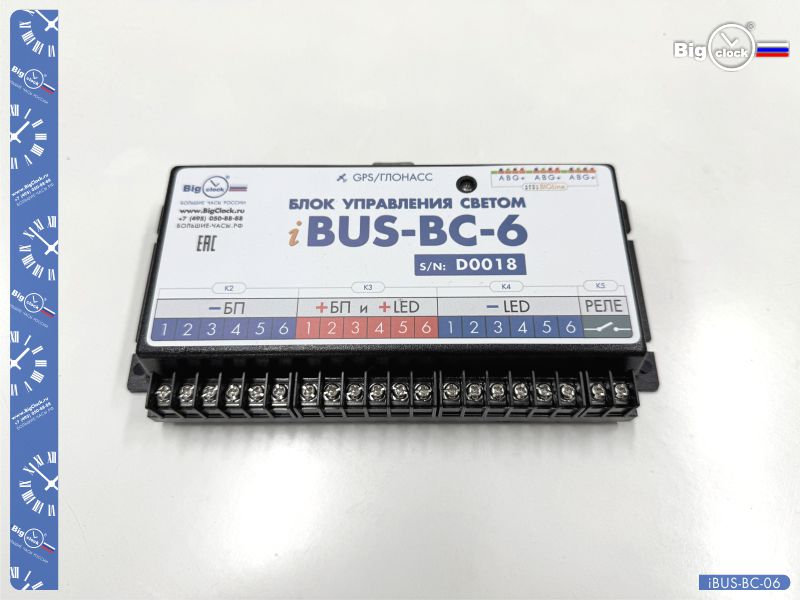 Big clock
GPS/ГЛОНАСС
A B G +
A B G +
A B G +
BIGLine
Big clock
БОЛЬШИЕ ЧАСЫ РОССИИ
www.BigClock.ru
+7 (495) 050-88-88
БОЛЬШИЕ-ЧАСЫ.РФ
EAC
БЛОК УПРАВЛЕНИЯ СВЕТОМ
iBUS-BC-6
S/N: D0018
K2 K3 K4 K5
−БП +БП и +LED −LED РЕЛЕ
1 2 3 4 5 6 1 2 3 4 5 6 1 2 3 4 5 6
iBUS-BC-06